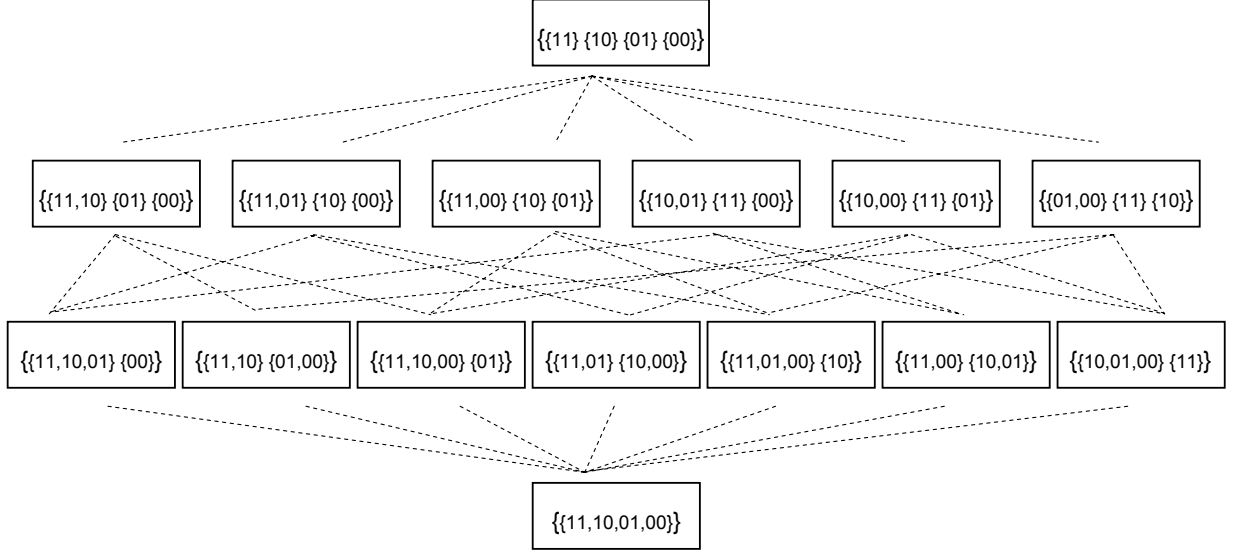 {{11} {10} {01} {00}}
{{11,10} {01} {00}}
{{11,01} {10} {00}}
{{11,00} {10} {01}}
{{10,01} {11} {00}}
{{10,00} {11} {01}}
{{01,00} {11} {10}}
{{11,10,01} {00}}
{{11,10} {01,00}}
{{11,10,00} {01}}
{{11,01} {10,00}}
{{11,01,00} {10}}
{{11,00} {10,01}}
{{10,01,00} {11}}
{{11,10,01,00}}